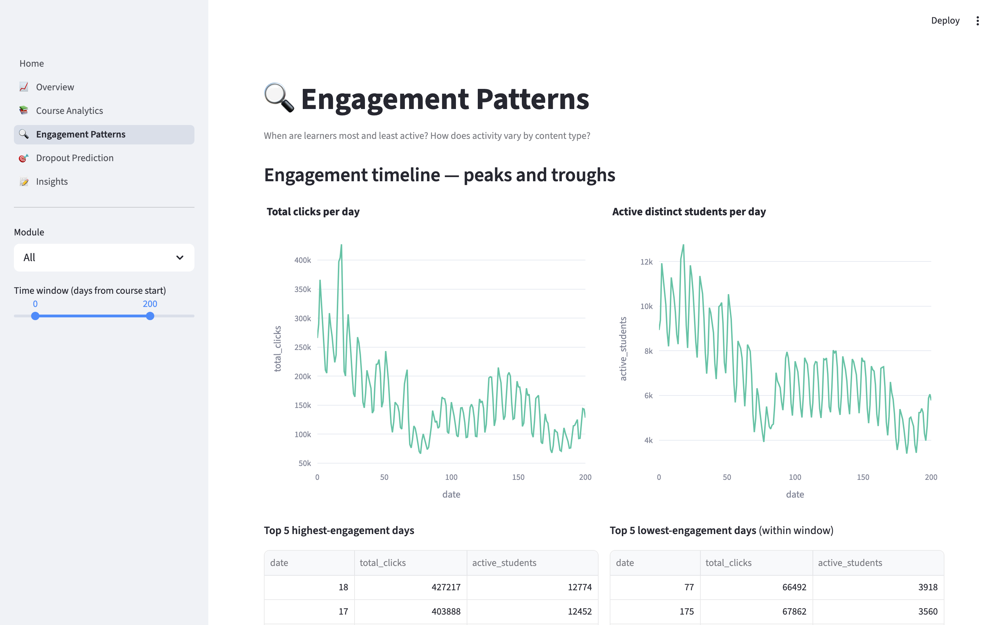 Deploy
Home
Overview
Course Analytics
Engagement Patterns
Dropout Prediction
Insights
Module
All
Time window (days from course start)
0 200
Engagement Patterns
When are learners most and least active? How does activity vary by content type?
Engagement timeline — peaks and troughs
Total clicks per day
400k
350k
300k
250k
200k
150k
100k
50k
total_clicks
0 50 100 150 200
date
Active distinct students per day
12k
10k
8k
6k
4k
active_students
0 50 100 150 200
date
Top 5 highest-engagement days
date total_clicks active_students
18 427217 12774
17 403888 12452
Top 5 lowest-engagement days (within window)
date total_clicks active_students
77 66492 3918
175 67862 3560